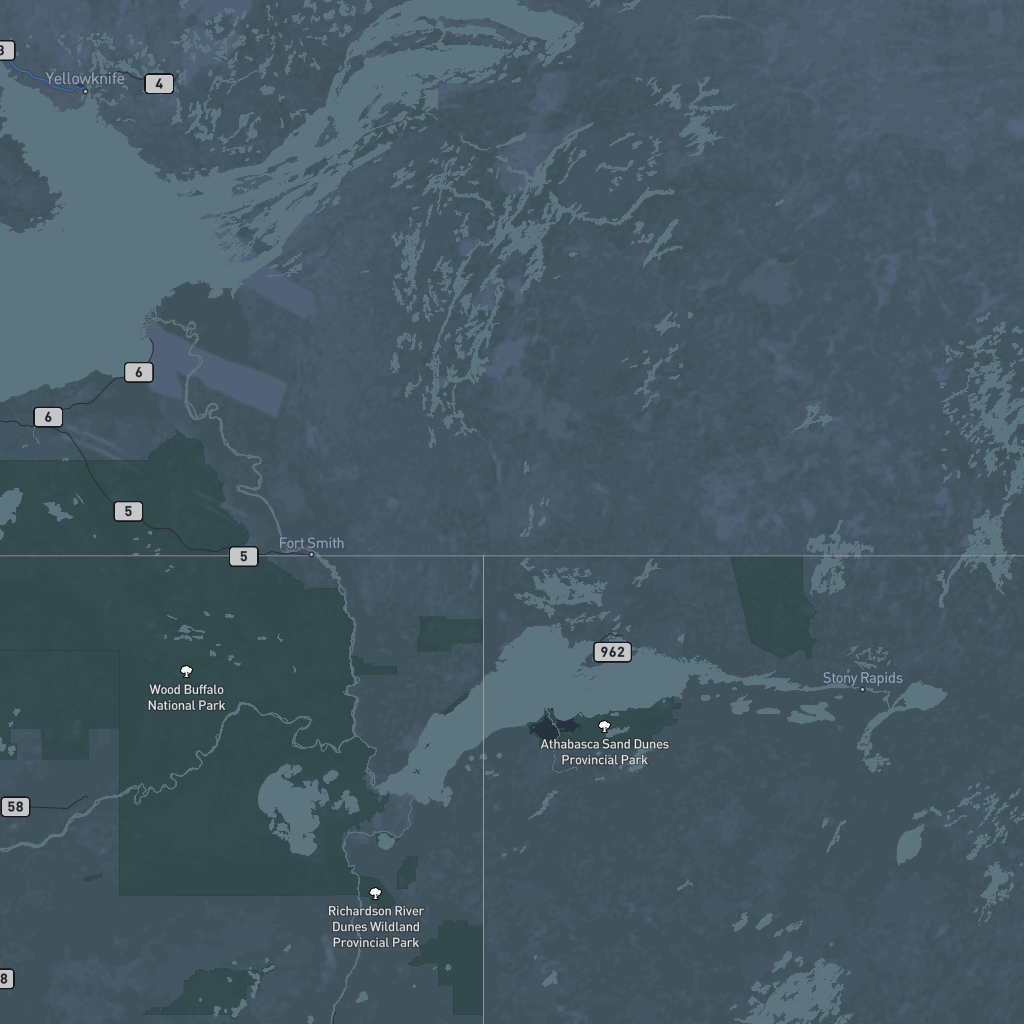 3
Yellowknife
4
6
6
5
Fort Smith
5
962
Wood Buffalo
National Park
Stony Rapids
Athabasca Sand Dunes
Provincial Park
58
Richardson River
Dunes Wildland
Provincial Park
8